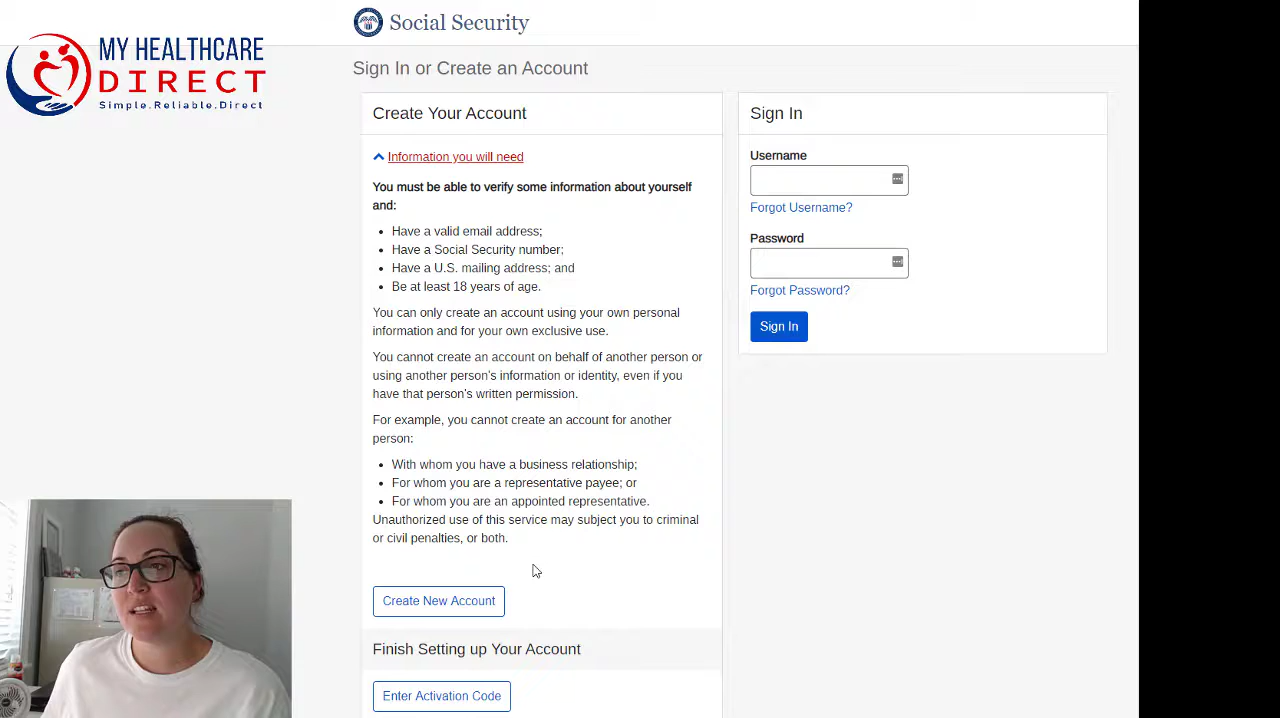 MY HEALTHCARE
DIRECT
Simple.Reliable.Direct
Social Security
Sign In or Create an Account
Create Your Account
Information you will need
You must be able to verify some information about yourself
and:
• Have a valid email address;
• Have a Social Security number;
• Have a U.S. mailing address; and
• Be at least 18 years of age.
You can only create an account using your own personal
information and for your own exclusive use.
You cannot create an account on behalf of another person or
using another person's information or identity, even if you
have that person's written permission.
For example, you cannot create an account for another
person:
• With whom you have a business relationship;
• For whom you are a representative payee; or
• For whom you are an appointed representative.
Unauthorized use of this service may subject you to criminal
or civil penalties, or both.
Create New Account
Finish Setting up Your Account
Enter Activation Code
Sign In
Username
Forgot Username?
Password
Forgot Password?
Sign In